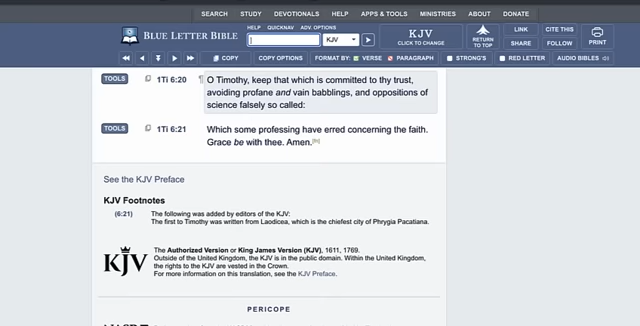 SEARCH STUDY DEVOTIONALS HELP APPS & TOOLS MINISTRIES ABOUT DONATE
BLUE LETTER BIBLE
HELP QUICKNAV ADV. OPTIONS
KJV
KJV
CLICK TO CHANGE
RETURN
TO TOP
LINK
CITE THIS
SHARE
FOLLOW
PRINT
COPY COPY OPTIONS FORMAT BY: VERSE PARAGRAPH STRONG'S RED LETTER AUDIO BIBLES
TOOLS 1Ti 6:20 ¶ O Timothy, keep that which is committed to thy trust,
avoiding profane and vain babblings, and oppositions of
science falsely so called:
TOOLS 1Ti 6:21 Which some professing have erred concerning the faith.
Grace be with thee. Amen.
See the KJV Preface
KJV Footnotes
(6:21) The following was added by editors of the KJV:
The first to Timothy was written from Laodicea, which is the chiefest city of Phrygia Pacatiana.
KJV
The Authorized Version or King James Version (KJV), 1611, 1769.
Outside of the United Kingdom, the KJV is in the public domain. Within the United Kingdom,
the rights to the KJV are vested in the Crown.
For more information on this translation, see the KJV Preface.
PERICOPE